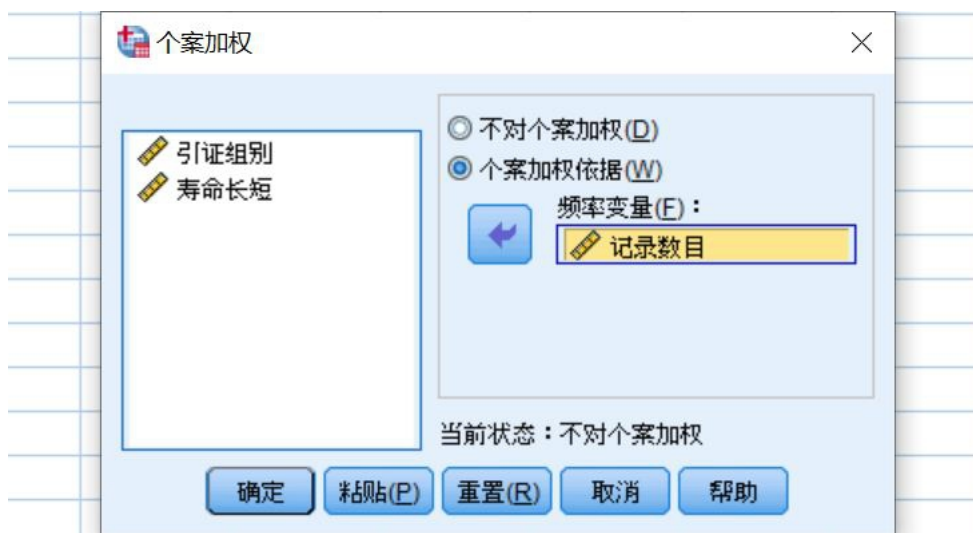 个案加权
引证组别
寿命长短
不对个案加权(D)
个案加权依据(W)
频率变量(F)：
记录数目
当前状态：不对个案加权
确定 粘贴(P) 重置(R) 取消 帮助